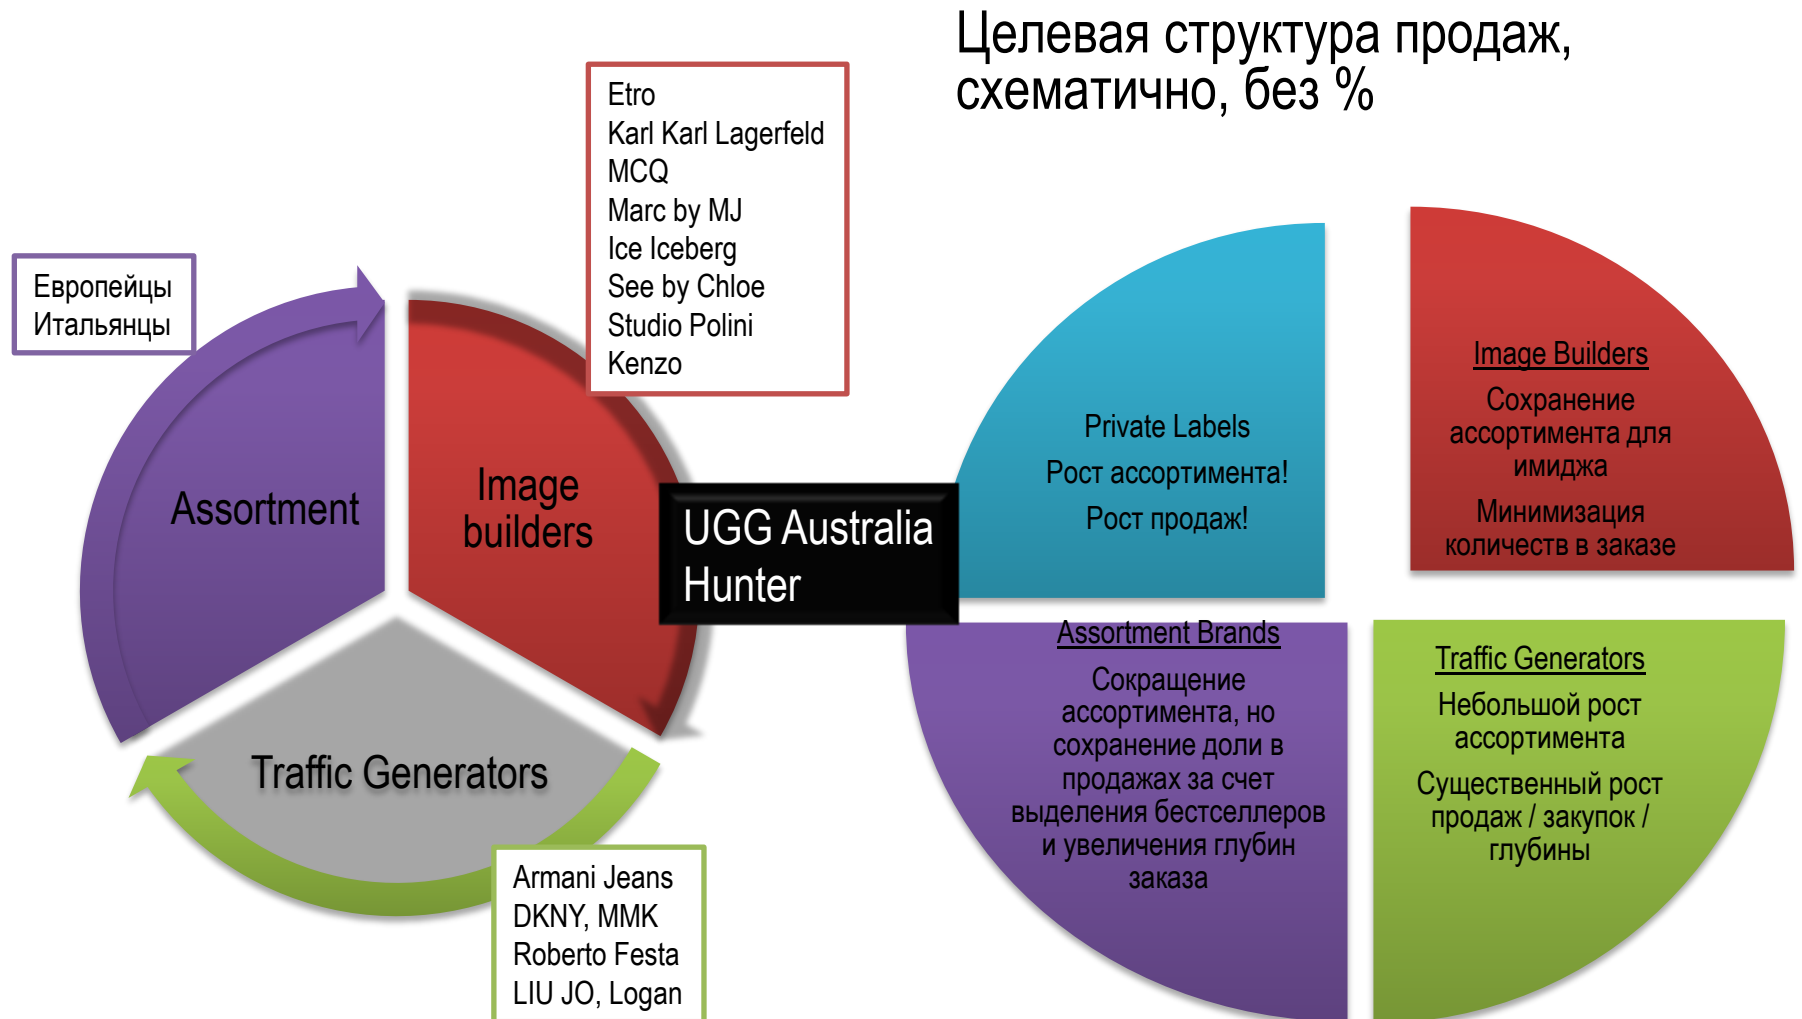 Целевая структура продаж,
схематично, без %
Etro
Karl Karl Lagerfeld
MCQ
Marc by MJ
Ice Iceberg
See by Chloe
Studio Polini
Kenzo
Европейцы
Итальянцы
Assortment
Image
builders
Traffic Generators
UGG Australia
Hunter
Armani Jeans
DKNY, MMK
Roberto Festa
LIU JO, Logan
Private Labels
Рост ассортимента!
Рост продаж!
Image Builders
Сохранение
ассортимента для
имиджа
Минимизация
количеств в заказе
Assortment Brands
Сокращение
ассортимента, но
сохранение доли в
продажах за счет
выделения бестселлеров
и увеличения глубин
заказа
Traffic Generators
Небольшой рост
ассортимента
Существенный рост
продаж / закупок /
глубины